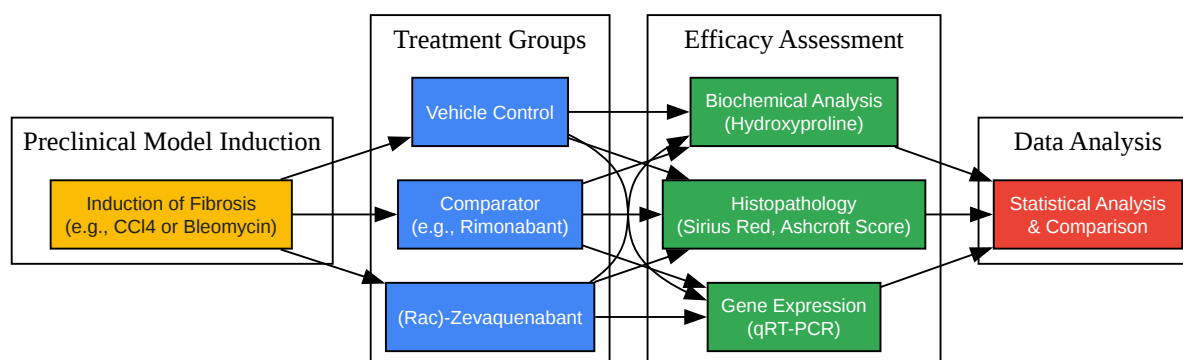 Preclinical Model Induction
Induction of Fibrosis
(e.g., CCl4 or Bleomycin)
Treatment Groups
Vehicle Control
Comparator
(e.g., Rimonabant)
(Rac)-Zevaquenabant
Efficacy Assessment
Biochemical Analysis
(Hydroxyproline)
Histopathology
(Sirius Red, Ashcroft Score)
Gene Expression
(qRT-PCR)
Data Analysis
Statistical Analysis
& Comparison